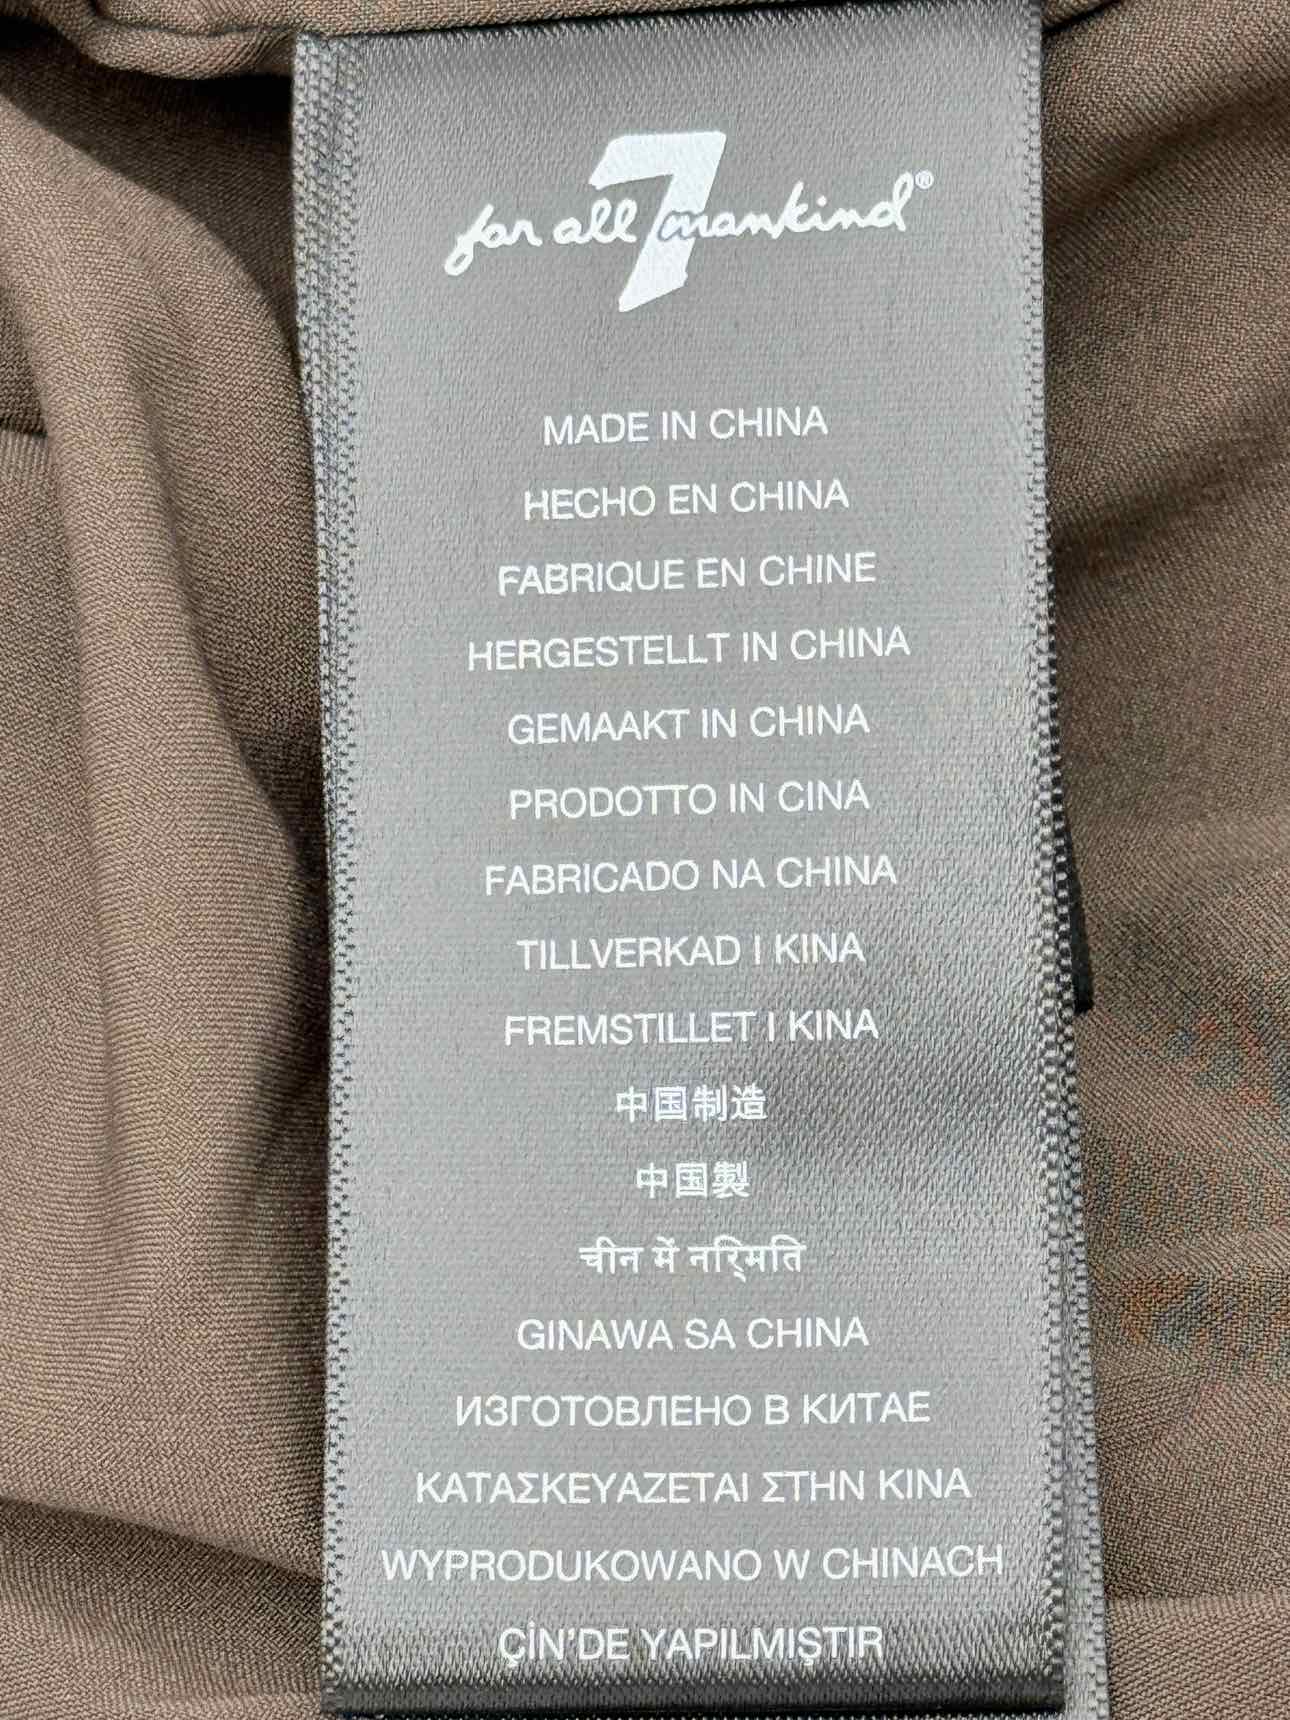 7
for all mankind®
MADE IN CHINA
HECHO EN CHINA
FABRIQUE EN CHINE
HERGESTELLT IN CHINA
GEMAAKT IN CHINA
PRODOTTO IN CINA
FABRICADO NA CHINA
TILLVERKAD I KINA
FREMSTILLET I KINA
中国制造
中国製
चीन में नरि्मति
GINAWA SA CHINA
ИЗГОТОВЛЕНО В КИТАЕ
ΚΑΤΑΣΚΕΥΑΖΕΤΑΙ ΣΤΗΝ ΚΙΝΑ
WYPRODUKOWANO W CHINACH
ÇİN'DE YAPILMIŞTIR